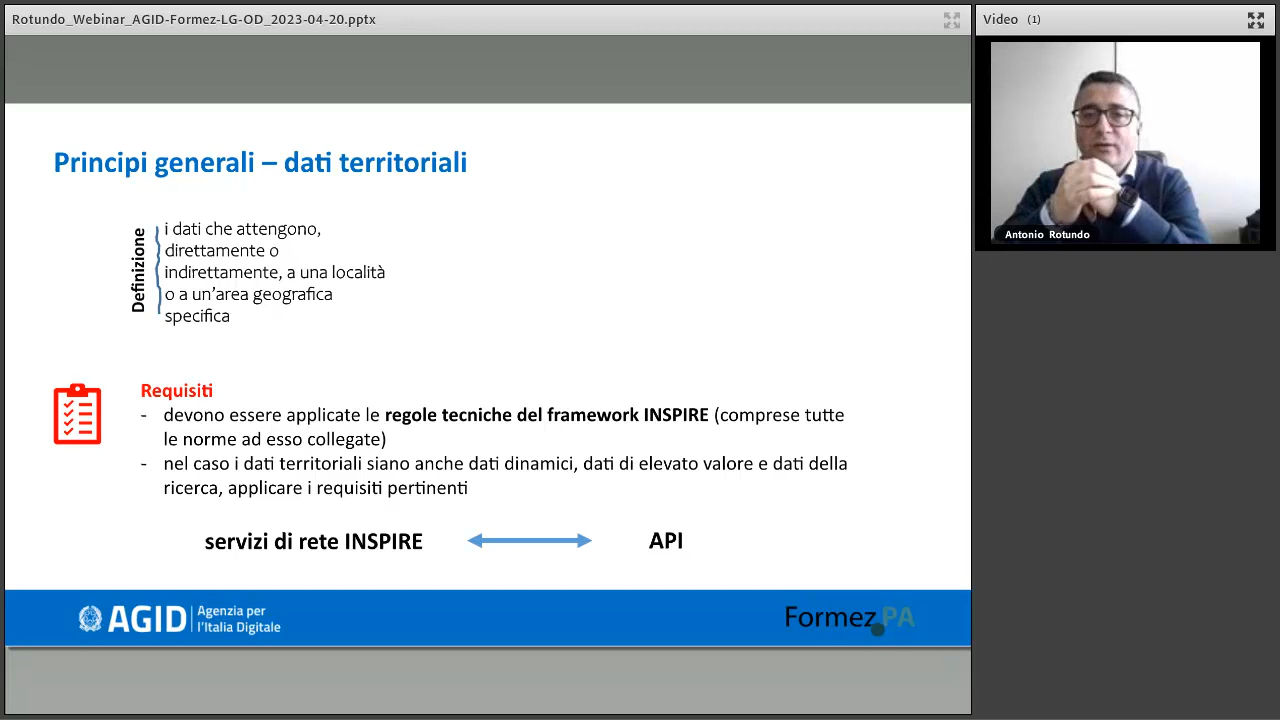 Rotundo_Webinar_AGID-Formez-LG-OD_2023-04-20.pptx
Video (1)
Antonio Rotundo
Principi generali – dati territoriali
Definizione
i dati che attengono,
direttamente o
indirettamente, a una località
o a un’area geografica
specifica
Requisiti
- devono essere applicate le regole tecniche del framework INSPIRE (comprese tutte
le norme ad esso collegate)
- nel caso i dati territoriali siano anche dati dinamici, dati di elevato valore e dati della
ricerca, applicare i requisiti pertinenti
servizi di rete INSPIRE
API
AGID
Agenzia per
l’Italia Digitale
Formez PA